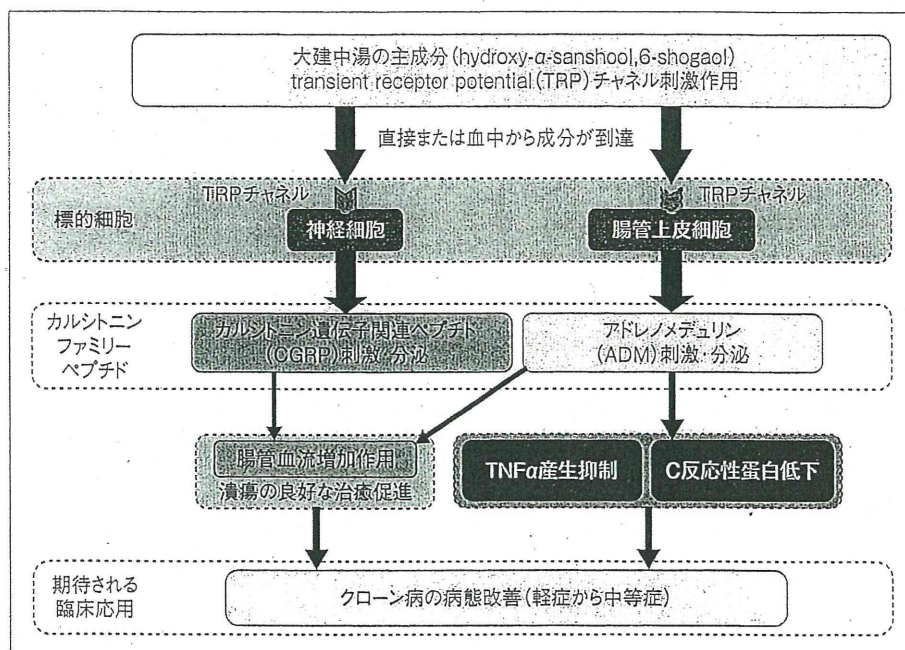 大建中湯の主成分(hydroxy-α-sanshool,6-shogaol)
transient receptor potential(TRP)チャネル刺激作用
直接または血中から成分が到達
標的細胞
TRPチャネル
TRPチャネル
神経細胞
腸管上皮細胞
カルシトニン
ファミリー
ペプチド
カルシトニン遺伝子関連ペプチド
(CGRP)刺激・分泌
アドレノメデュリン
(ADM)刺激・分泌
腸管血流増加作用
潰瘍の良好な治癒促進
TNFα産生抑制
C反応性蛋白低下
期待される
臨床応用
クローン病の病態改善(軽症から中等症)